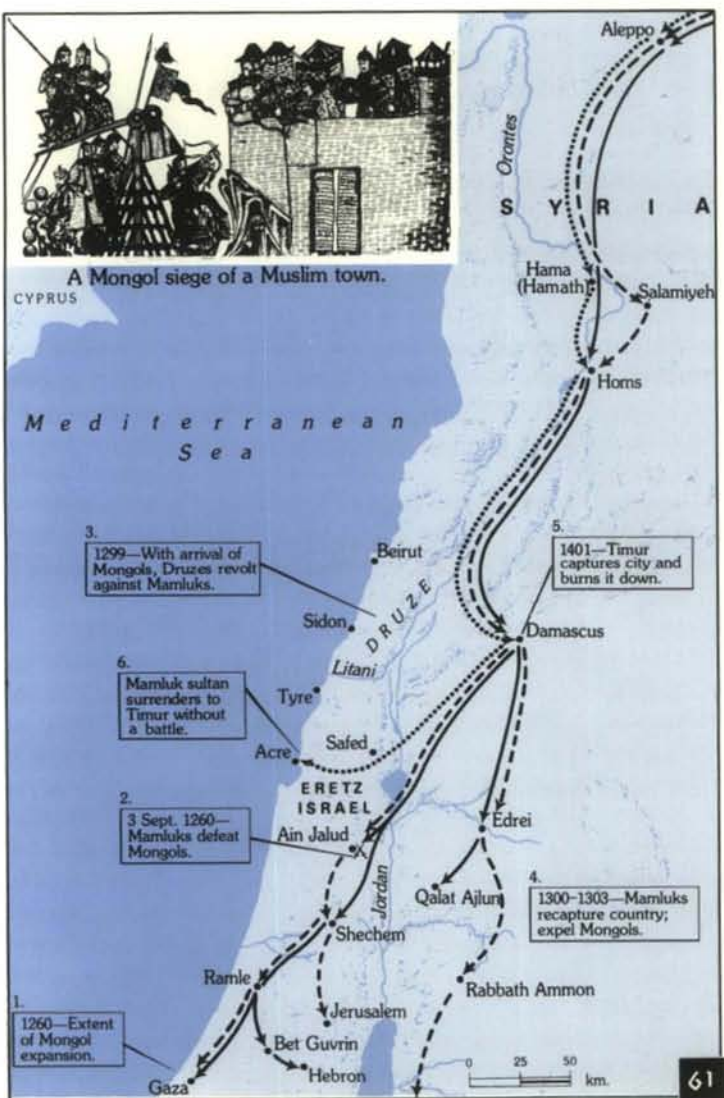 A Mongol siege of a Muslim town.
CYPRUS
Aleppo
Orontes
SYRIA
Hama
(Hamath)
Salamiyeh
Homs
Mediterranean
Sea
3.
1299—With arrival of
Mongols, Druzes revolt
against Mamluks.
Beirut
5.
1401—Timur
captures city and
burns it down.
DRUZE
Sidon
Damascus
Litani
6.
Mamluk sultan
surrenders to
Timur without
a battle.
Tyre
Safed
Acre
ERETZ
ISRAEL
2.
3 Sept. 1260—
Mamluks defeat
Mongols.
Ain Jalud
Edrei
Jordan
Qalat Ajlun
4.
1300–1303—Mamluks
recapture country;
expel Mongols.
Shechem
Ramle
Rabbath Ammon
1.
1260—Extent
of Mongol
expansion.
Jerusalem
Bet Guvrin
Hebron
Gaza
0 25 50
km.
61